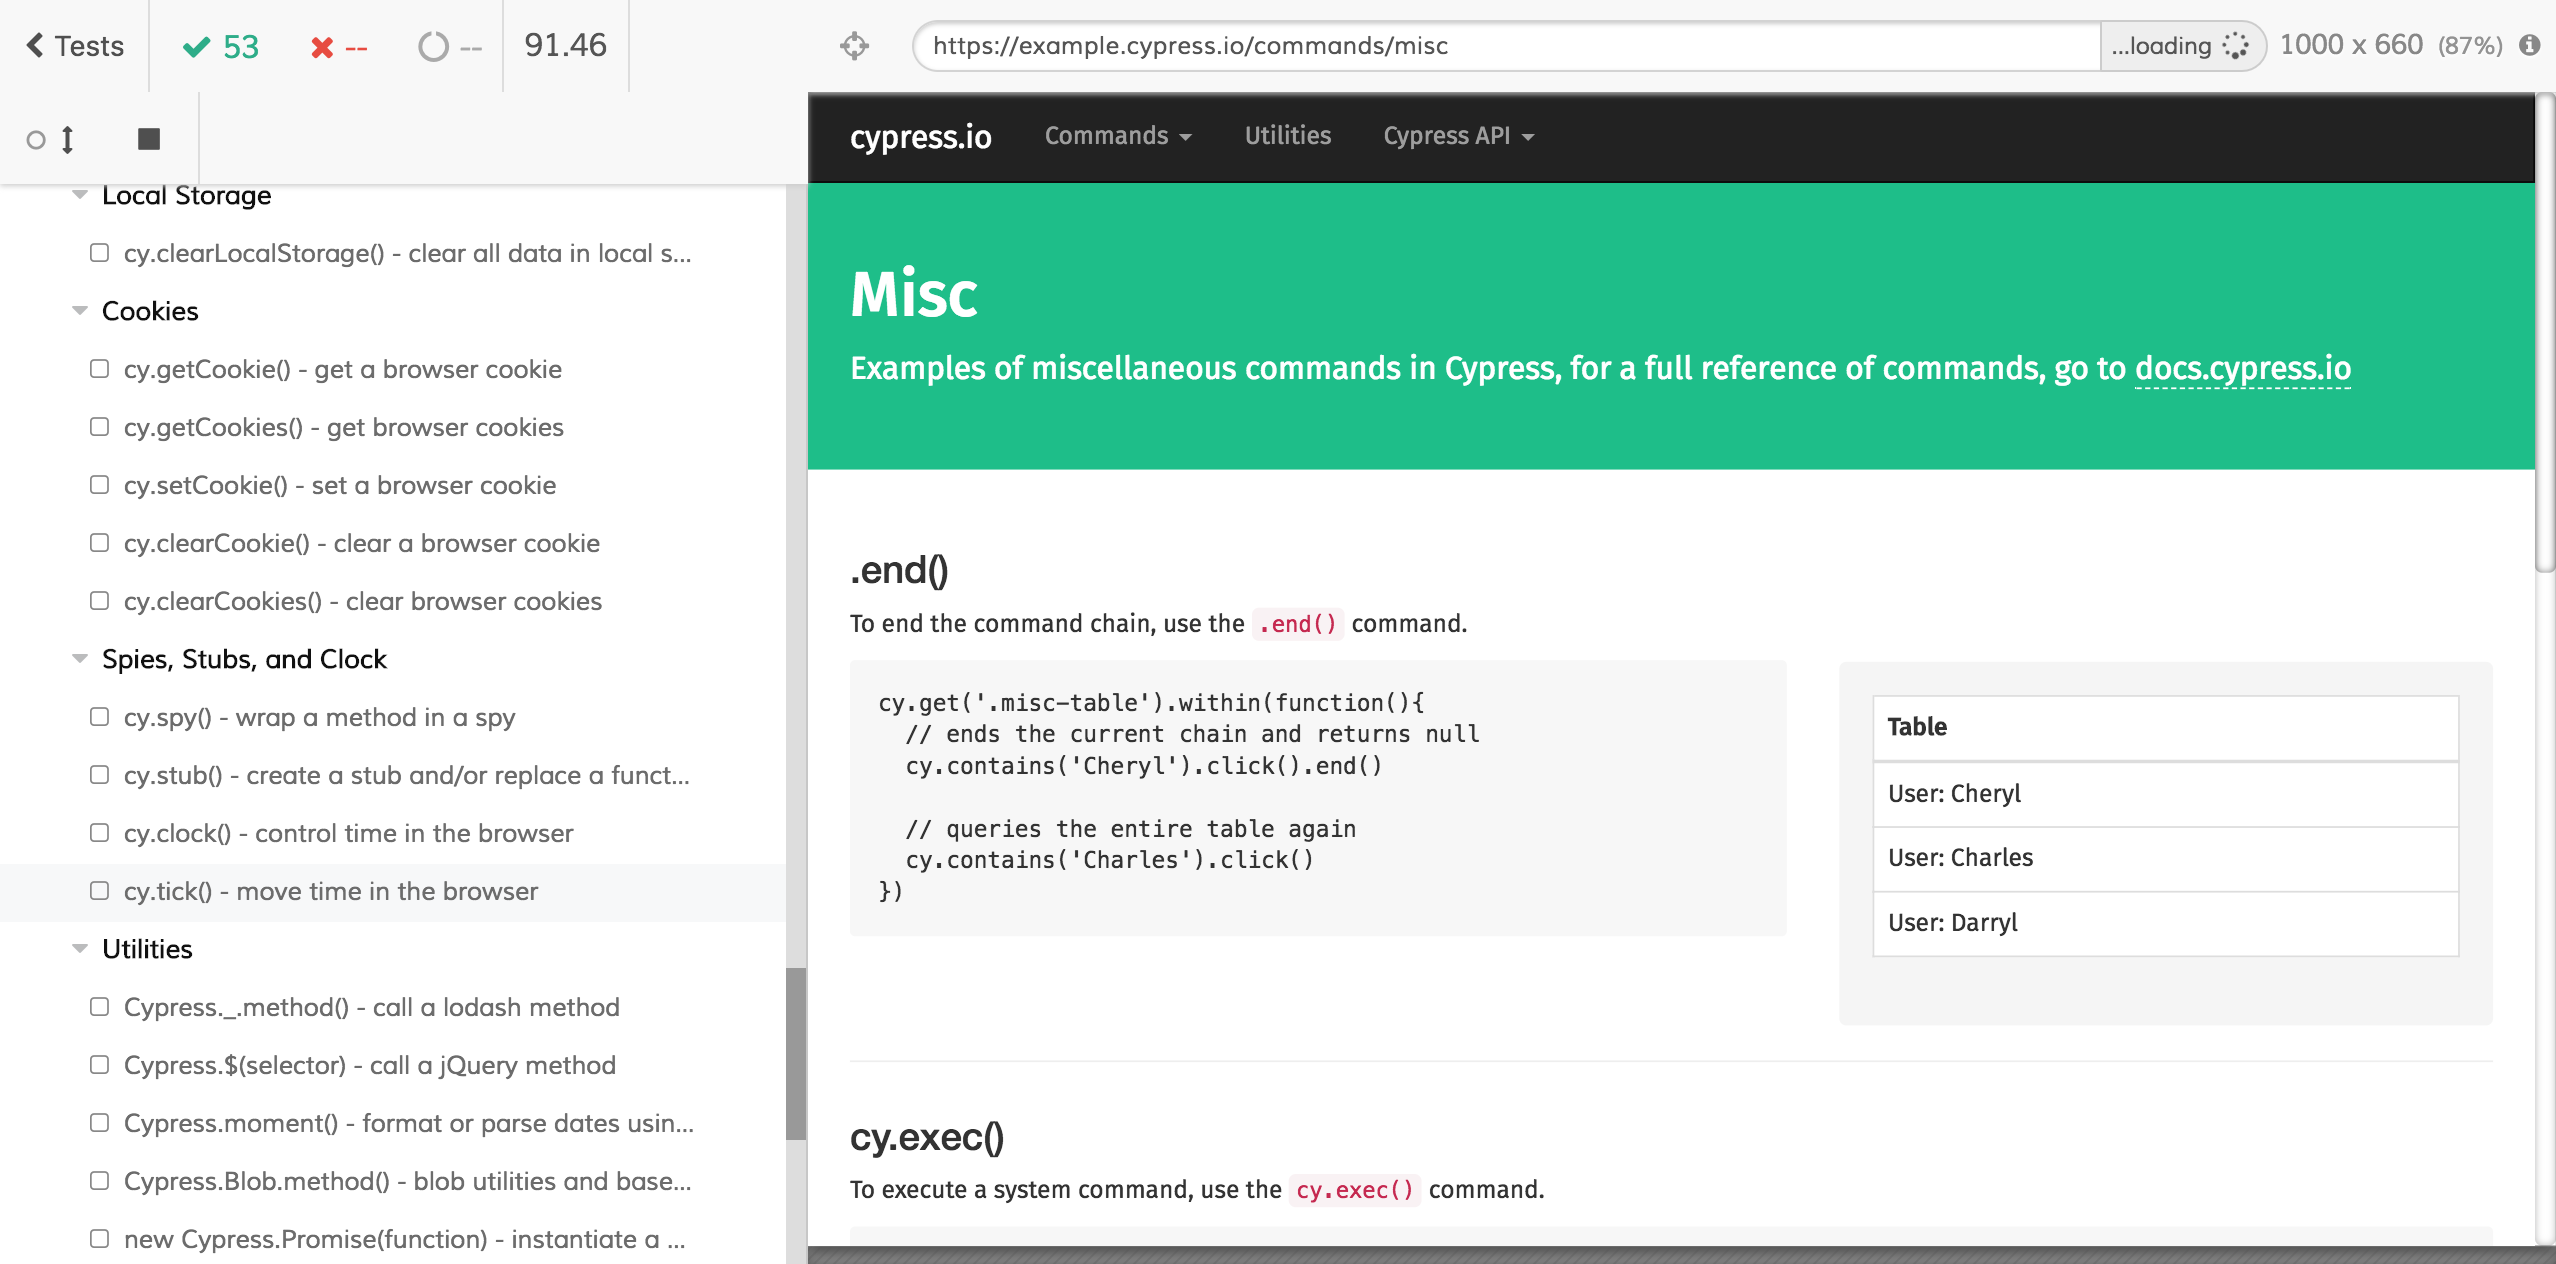 Tests
53
--
--
91.46
https://example.cypress.io/commands/misc
...loading
1000 x 660 (87%)
Local Storage
cy.clearLocalStorage() - clear all data in local s...
Cookies
cy.getCookie() - get a browser cookie
cy.getCookies() - get browser cookies
cy.setCookie() - set a browser cookie
cy.clearCookie() - clear a browser cookie
cy.clearCookies() - clear browser cookies
Spies, Stubs, and Clock
cy.spy() - wrap a method in a spy
cy.stub() - create a stub and/or replace a funct...
cy.clock() - control time in the browser
cy.tick() - move time in the browser
Utilities
Cypress._.method() - call a lodash method
Cypress.$(selector) - call a jQuery method
Cypress.moment() - format or parse dates usin...
Cypress.Blob.method() - blob utilities and base...
new Cypress.Promise(function) - instantiate a ...
cypress.io
Commands
Utilities
Cypress API
Misc
Examples of miscellaneous commands in Cypress, for a full reference of commands, go to docs.cypress.io
.end()
To end the command chain, use the .end() command.
cy.get('.misc-table').within(function(){
  // ends the current chain and returns null
  cy.contains('Cheryl').click().end()

  // queries the entire table again
  cy.contains('Charles').click()
})
Table
User: Cheryl
User: Charles
User: Darryl
cy.exec()
To execute a system command, use the cy.exec() command.